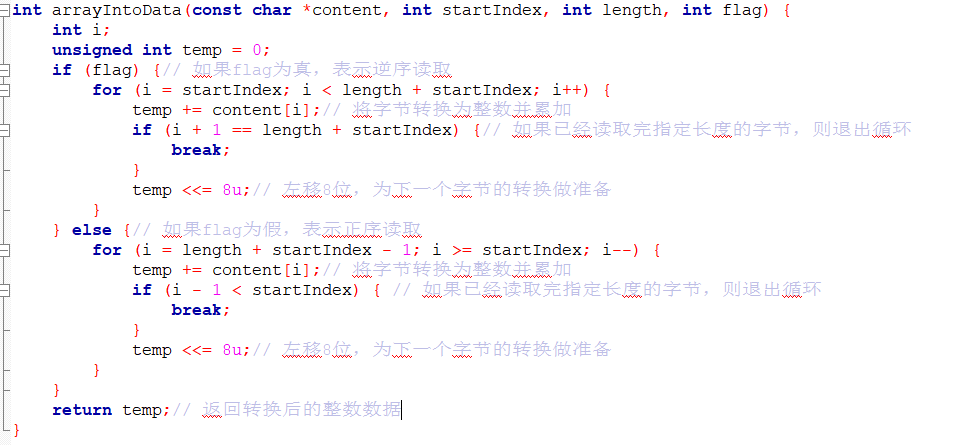 int arrayIntoData(const char *content, int startIndex, int length, int flag) {
    int i;
    unsigned int temp = 0;
    if (flag) {// 如果flag为真，表示逆序读取
        for (i = startIndex; i < length + startIndex; i++) {
            temp += content[i];// 将字节转换为整数并累加
            if (i + 1 == length + startIndex) {// 如果已经读取完指定长度的字节，则退出循环
                break;
            }
            temp <<= 8u;// 左移8位，为下一个字节的转换做准备
        }
    } else {// 如果flag为假，表示正序读取
        for (i = length + startIndex - 1; i >= startIndex; i--) {
            temp += content[i];// 将字节转换为整数并累加
            if (i - 1 < startIndex) { // 如果已经读取完指定长度的字节，则退出循环
                break;
            }
            temp <<= 8u;// 左移8位，为下一个字节的转换做准备
        }
    }
    return temp;// 返回转换后的整数数据
}